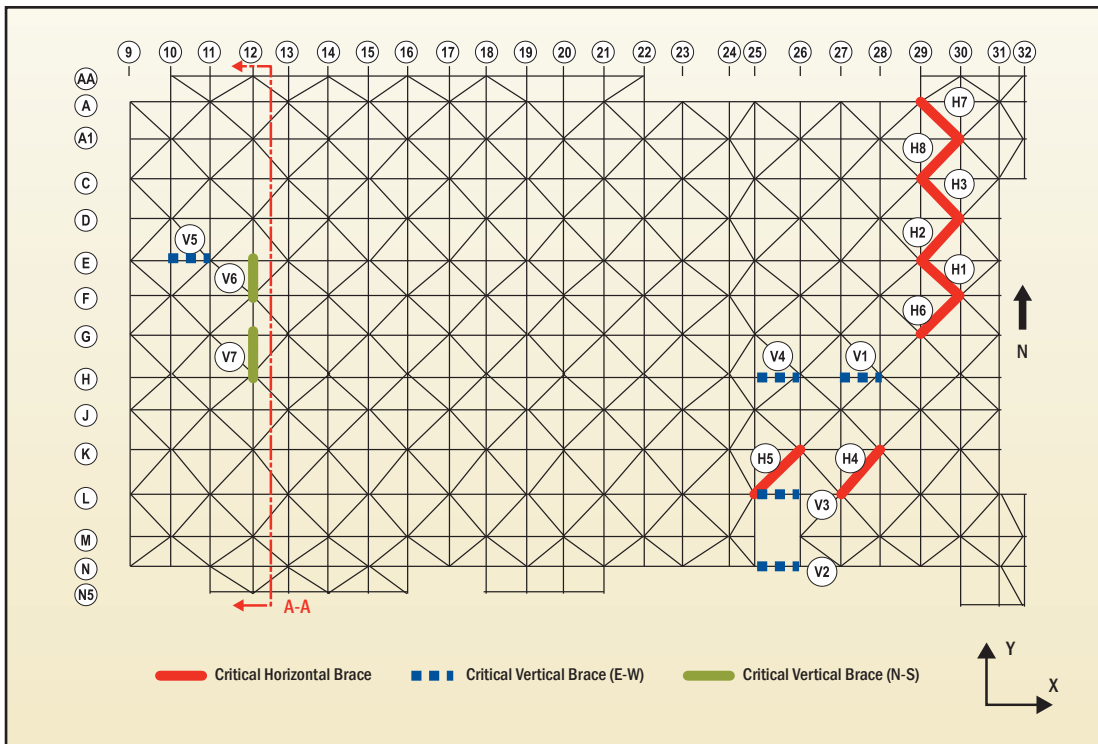 9 10 11 12 13 14 15 16 17 18 19 20 21 22 23 24 25 26 27 28 29 30 31 32
AA
A
H7
A1
H8
C
H3
D
H2
V5
E
V6
H1
F
H6
G
V7
V4
V1
N
H
J
K
H5
H4
L
V3
M
N
V2
N5
A-A
Y
Critical Horizontal Brace
Critical Vertical Brace (E-W)
Critical Vertical Brace (N-S)
X